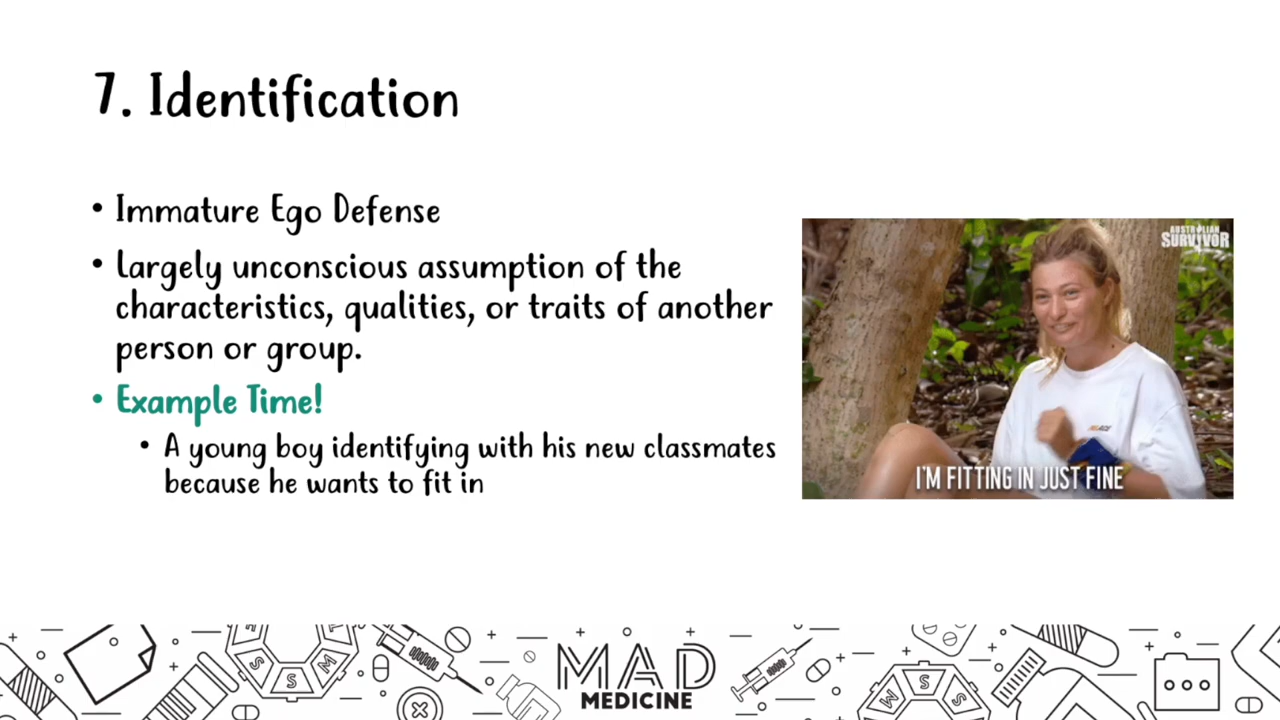 7. Identification
• Immature Ego Defense
• Largely unconscious assumption of the
characteristics, qualities, or traits of another
person or group.
• Example Time!
• A young boy identifying with his new classmates
because he wants to fit in
AUSTRALIAN
SURVIVOR
I'M FITTING IN JUST FINE
S
S
M
MAD
MEDICINE
M
S
S